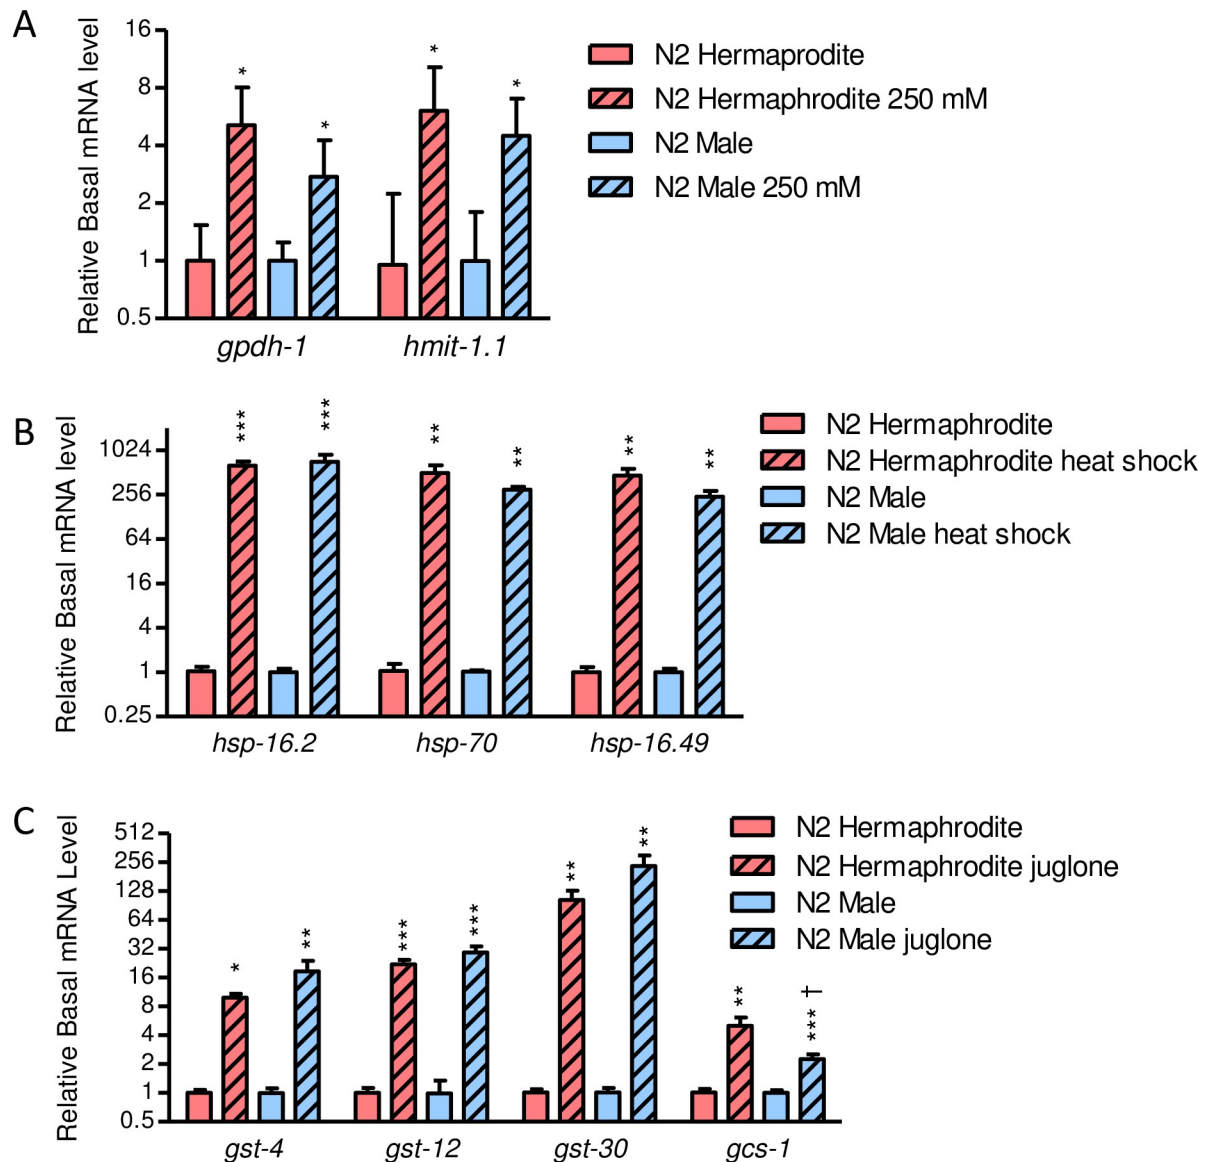 A
Relative Basal mRNA level
16
8
4
2
1
0.5
* * * *
gpdh-1 hmit-1.1
N2 Hermaprodite
N2 Hermaphrodite 250 mM
N2 Male
N2 Male 250 mM
B
Relative Basal mRNA level
1024
256
64
16
4
1
0.25
*** *** ** ** ** **
hsp-16.2 hsp-70 hsp-16.49
N2 Hermaphrodite
N2 Hermaphrodite heat shock
N2 Male
N2 Male heat shock
C
Relative Basal mRNA Level
512
256
128
64
32
16
8
4
2
1
0.5
* ** *** *** ** ** ** *** †
gst-4 gst-12 gst-30 gcs-1
N2 Hermaphrodite
N2 Hermaphrodite juglone
N2 Male
N2 Male juglone